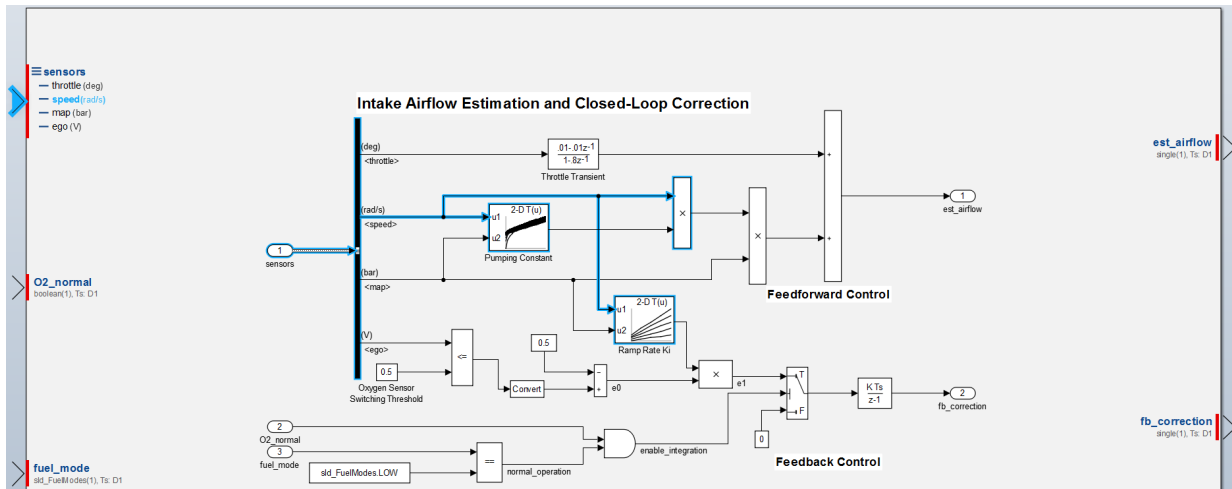 sensors
throttle (deg)
speed(rad/s)
map (bar)
ego (V)
O2_normal
boolean(1), Ts: D1
fuel_mode
sld_FuelModes(1), Ts: D1
Intake Airflow Estimation and Closed-Loop Correction
(deg)
<throttle>
.01-.01z-1
1-.8z-1
Throttle Transient
(rad/s)
<speed>
2-D T(u)
u1
u2
Pumping Constant
×
×
+
+
1
est_airflow
1
sensors
(bar)
<map>
Feedforward Control
2-D T(u)
u1
u2
Ramp Rate Ki
(V)
<ego>
<=
0.5
Oxygen Sensor
Switching Threshold
Convert
0.5
−
+
e0
×
e1
T
F
0
K Ts
z-1
2
fb_correction
2
O2_normal
3
fuel_mode
sld_FuelModes.LOW
==
normal_operation
enable_integration
Feedback Control
est_airflow
single(1), Ts: D1
fb_correction
single(1), Ts: D1